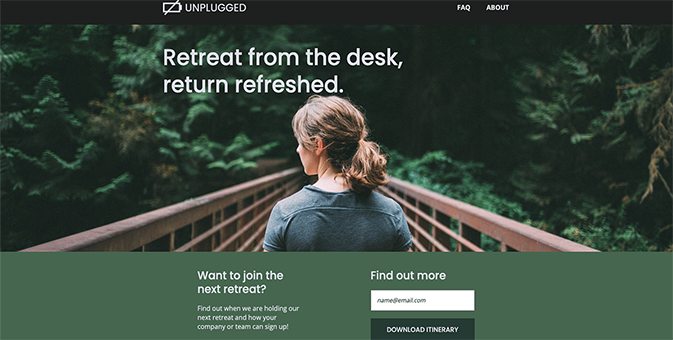 UNPLUGGED
FAQ ABOUT
Retreat from the desk,
return refreshed.
Want to join the
next retreat?
Find out when we are holding our
next retreat and how your
company or team can sign up!
Find out more
name@email.com
DOWNLOAD ITINERARY